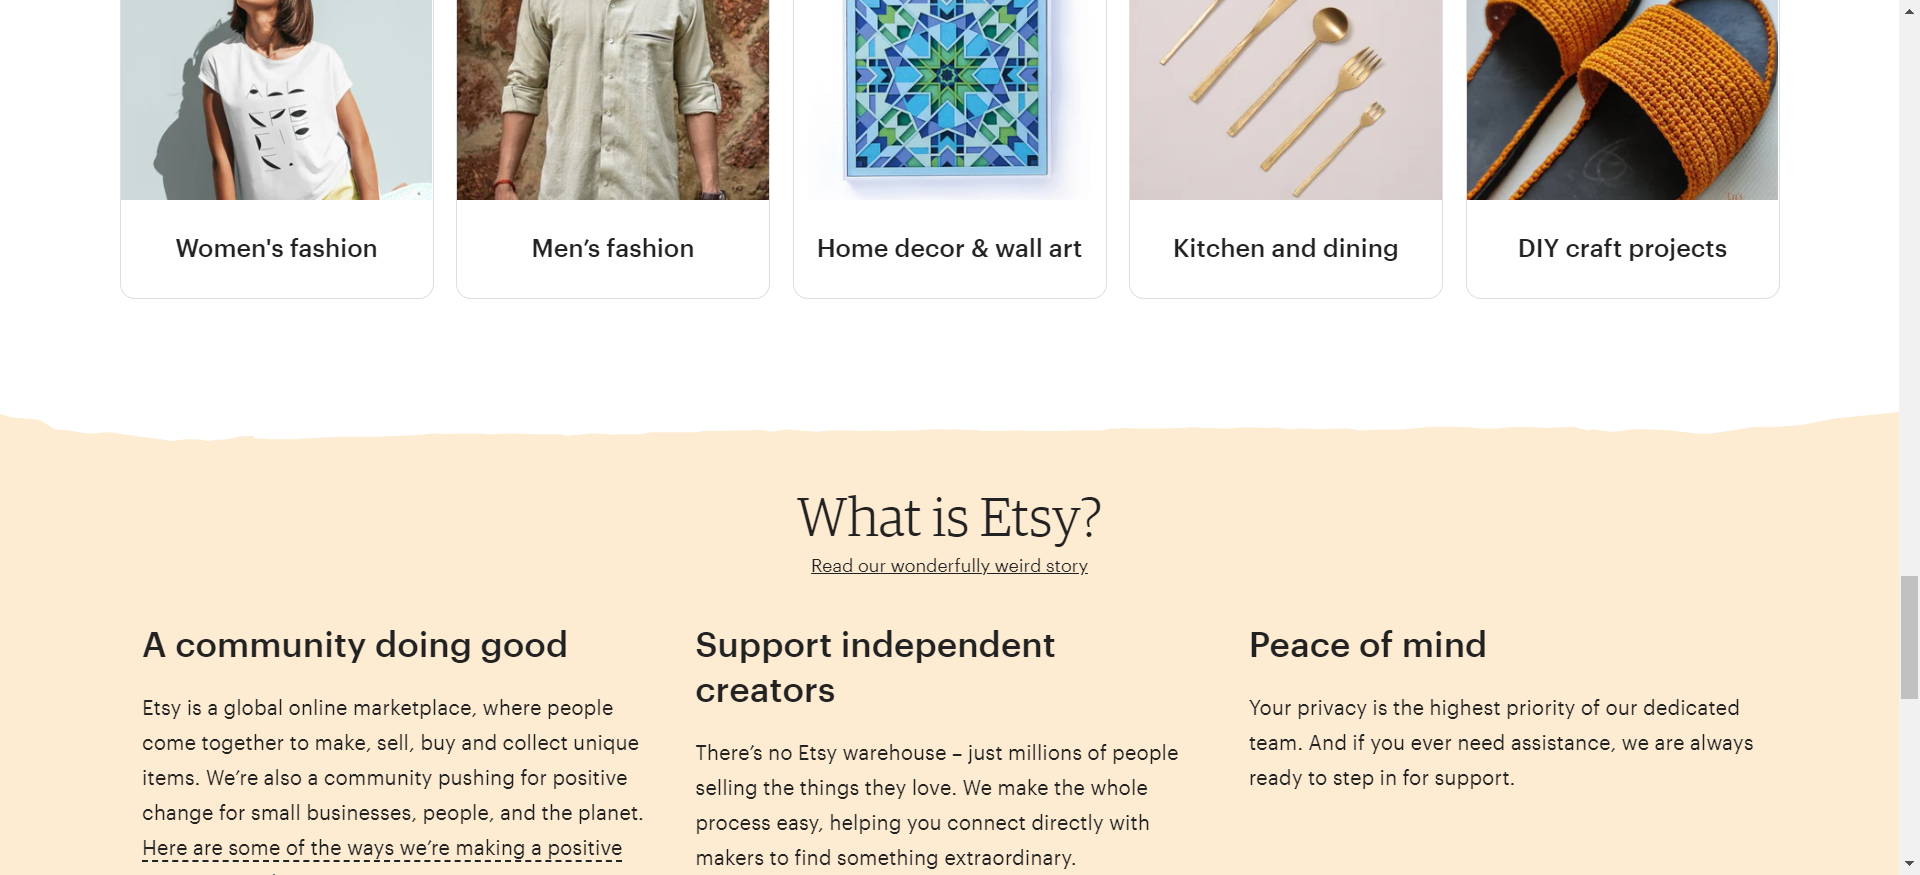 Women's fashion
Men’s fashion
Home decor & wall art
Kitchen and dining
DIY craft projects
What is Etsy?
Read our wonderfully weird story
A community doing good
Etsy is a global online marketplace, where people
come together to make, sell, buy and collect unique
items. We’re also a community pushing for positive
change for small businesses, people, and the planet.
Here are some of the ways we’re making a positive
Support independent
creators
There’s no Etsy warehouse – just millions of people
selling the things they love. We make the whole
process easy, helping you connect directly with
makers to find something extraordinary.
Peace of mind
Your privacy is the highest priority of our dedicated
team. And if you ever need assistance, we are always
ready to step in for support.